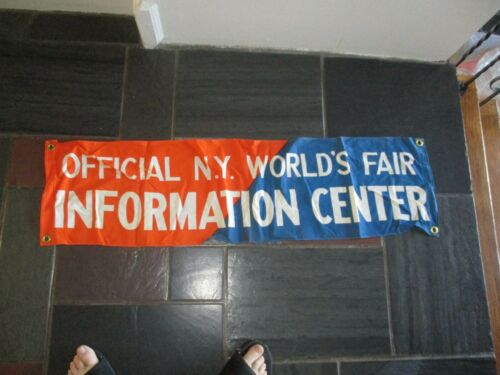 OFFICIAL N.Y. WORLD'S FAIR
INFORMATION CENTER